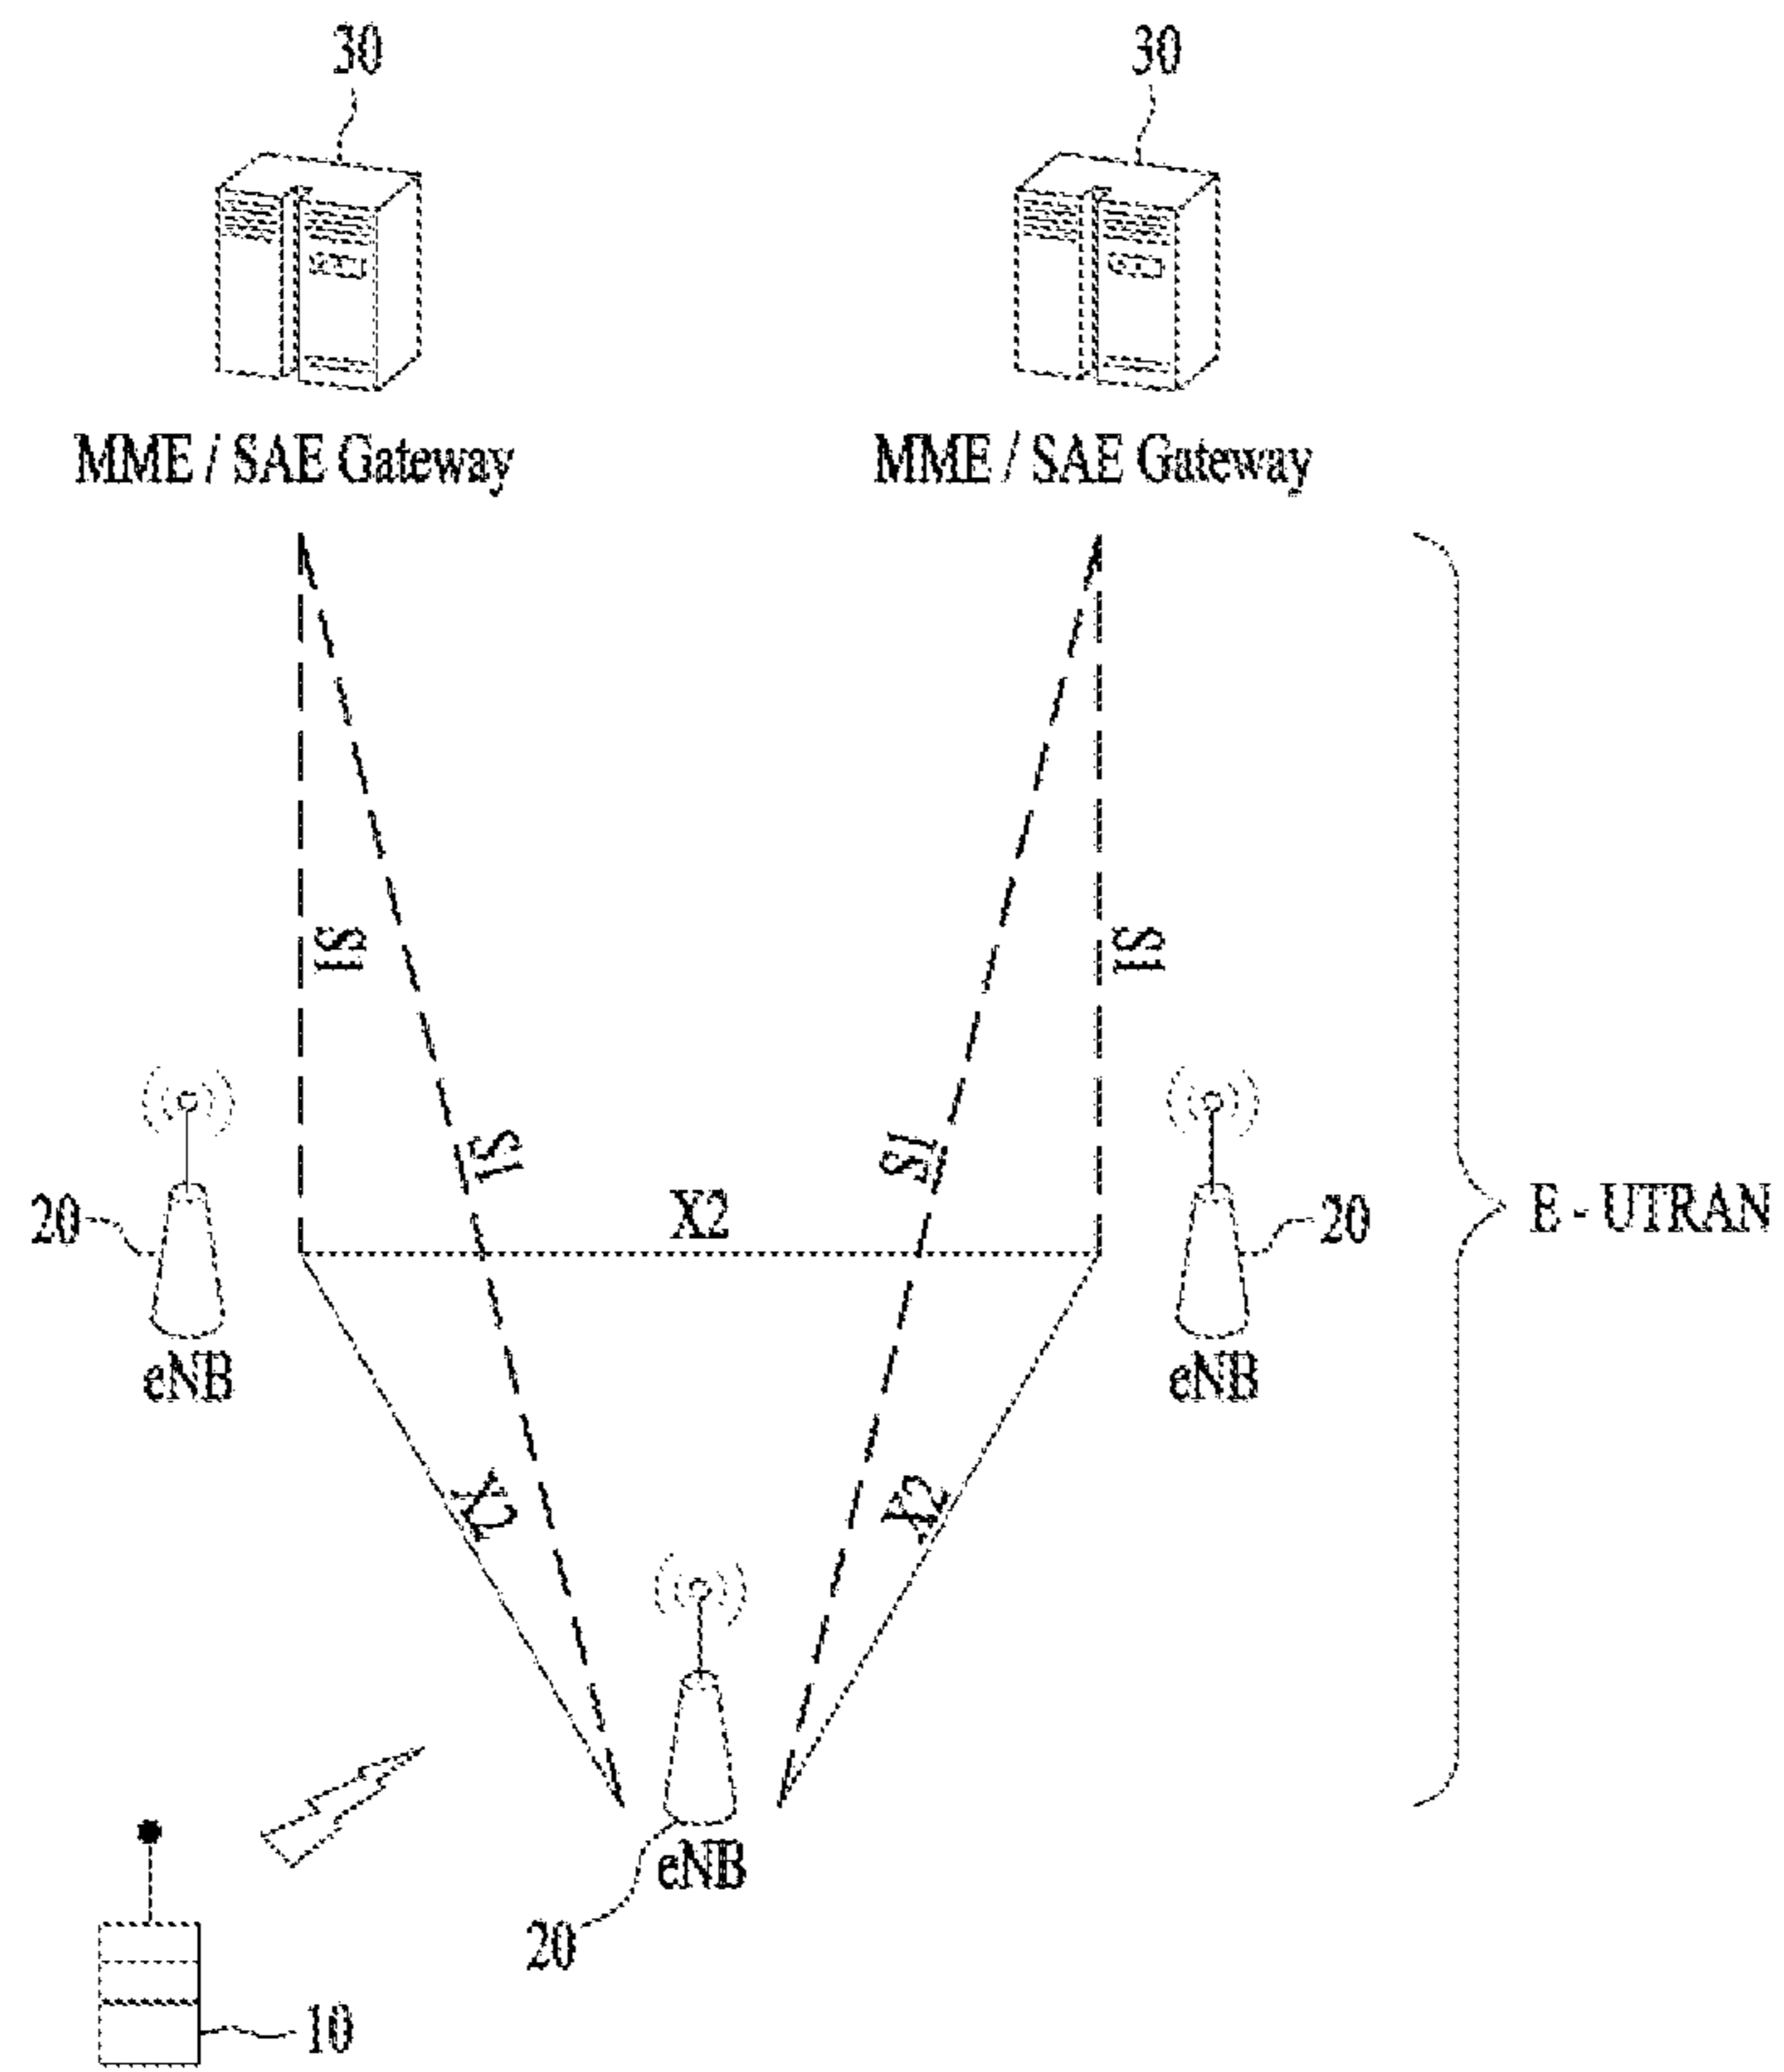 30 30
MME / SAE Gateway MME / SAE Gateway
S1 S1
S1 S1
X2
20 20 E - UTRAN
eNB eNB
X2 X2
eNB
20
10